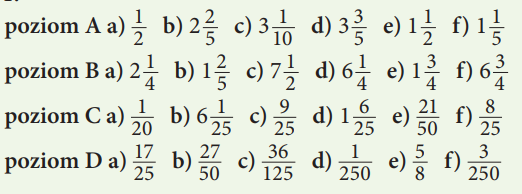 poziom A a) 1/2 b) 2 2/5 c) 3 1/10 d) 3 3/5 e) 1 1/2 f) 1 1/5
poziom B a) 2 1/4 b) 1 2/5 c) 7 1/2 d) 6 1/4 e) 1 3/4 f) 6 3/4
poziom C a) 1/20 b) 6 1/25 c) 9/25 d) 1 6/25 e) 21/50 f) 8/25
poziom D a) 17/25 b) 27/50 c) 36/125 d) 1/250 e) 5/8 f) 3/250